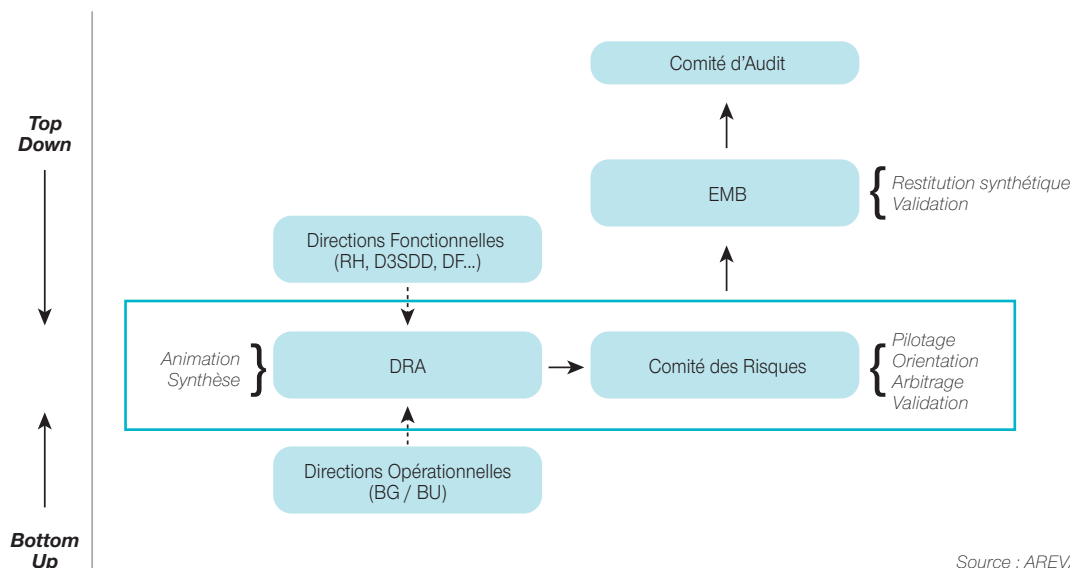 Comité d'Audit
Top
Down
EMB
Restitution synthétique
Validation
Directions Fonctionnelles
(RH, D3SDD, DF...)
Animation
Synthèse
DRA
Comité des Risques
Pilotage
Orientation
Arbitrage
Validation
Directions Opérationnelles
(BG / BU)
Bottom
Up
Source : AREVA